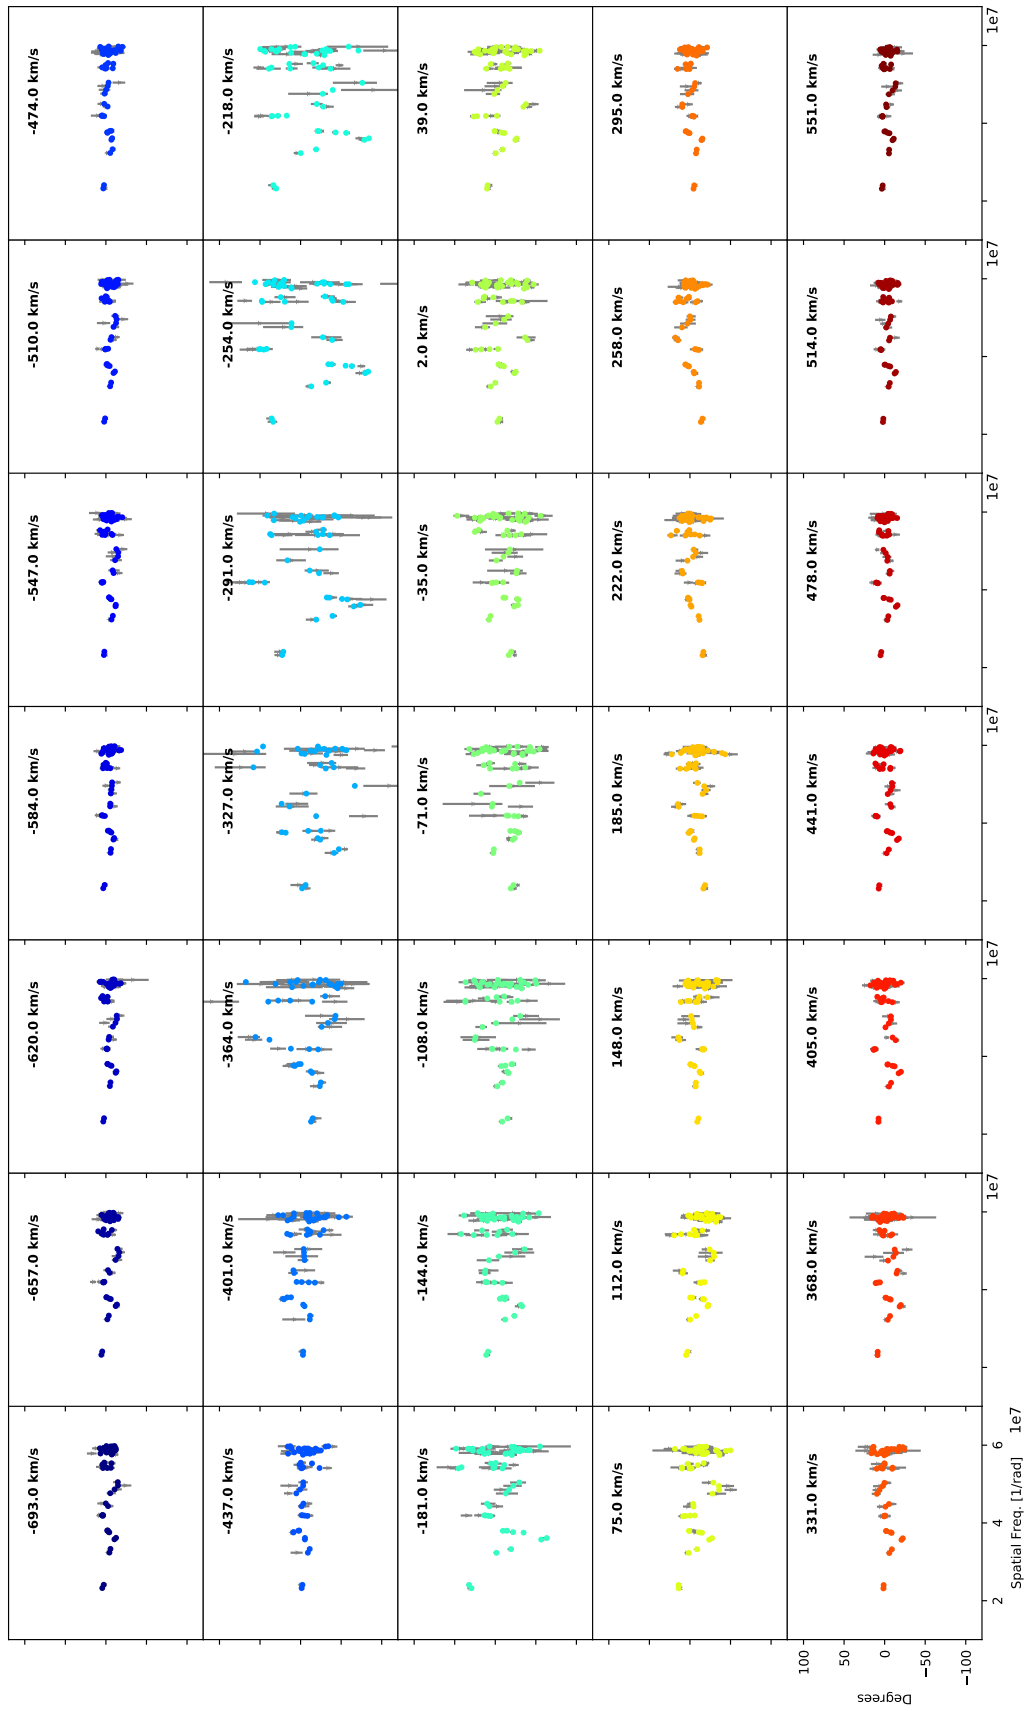 -693.0 km/s
-657.0 km/s
-620.0 km/s
-584.0 km/s
-547.0 km/s
-510.0 km/s
-474.0 km/s
-437.0 km/s
-401.0 km/s
-364.0 km/s
-327.0 km/s
-291.0 km/s
-254.0 km/s
-218.0 km/s
-181.0 km/s
-144.0 km/s
-108.0 km/s
-71.0 km/s
-35.0 km/s
2.0 km/s
39.0 km/s
75.0 km/s
112.0 km/s
148.0 km/s
185.0 km/s
222.0 km/s
258.0 km/s
295.0 km/s
331.0 km/s
368.0 km/s
405.0 km/s
441.0 km/s
478.0 km/s
514.0 km/s
551.0 km/s
Degrees
100
50
0
−50
−100
2
4
6
1e7
1e7
1e7
1e7
1e7
1e7
1e7
Spatial Freq. [1/rad]